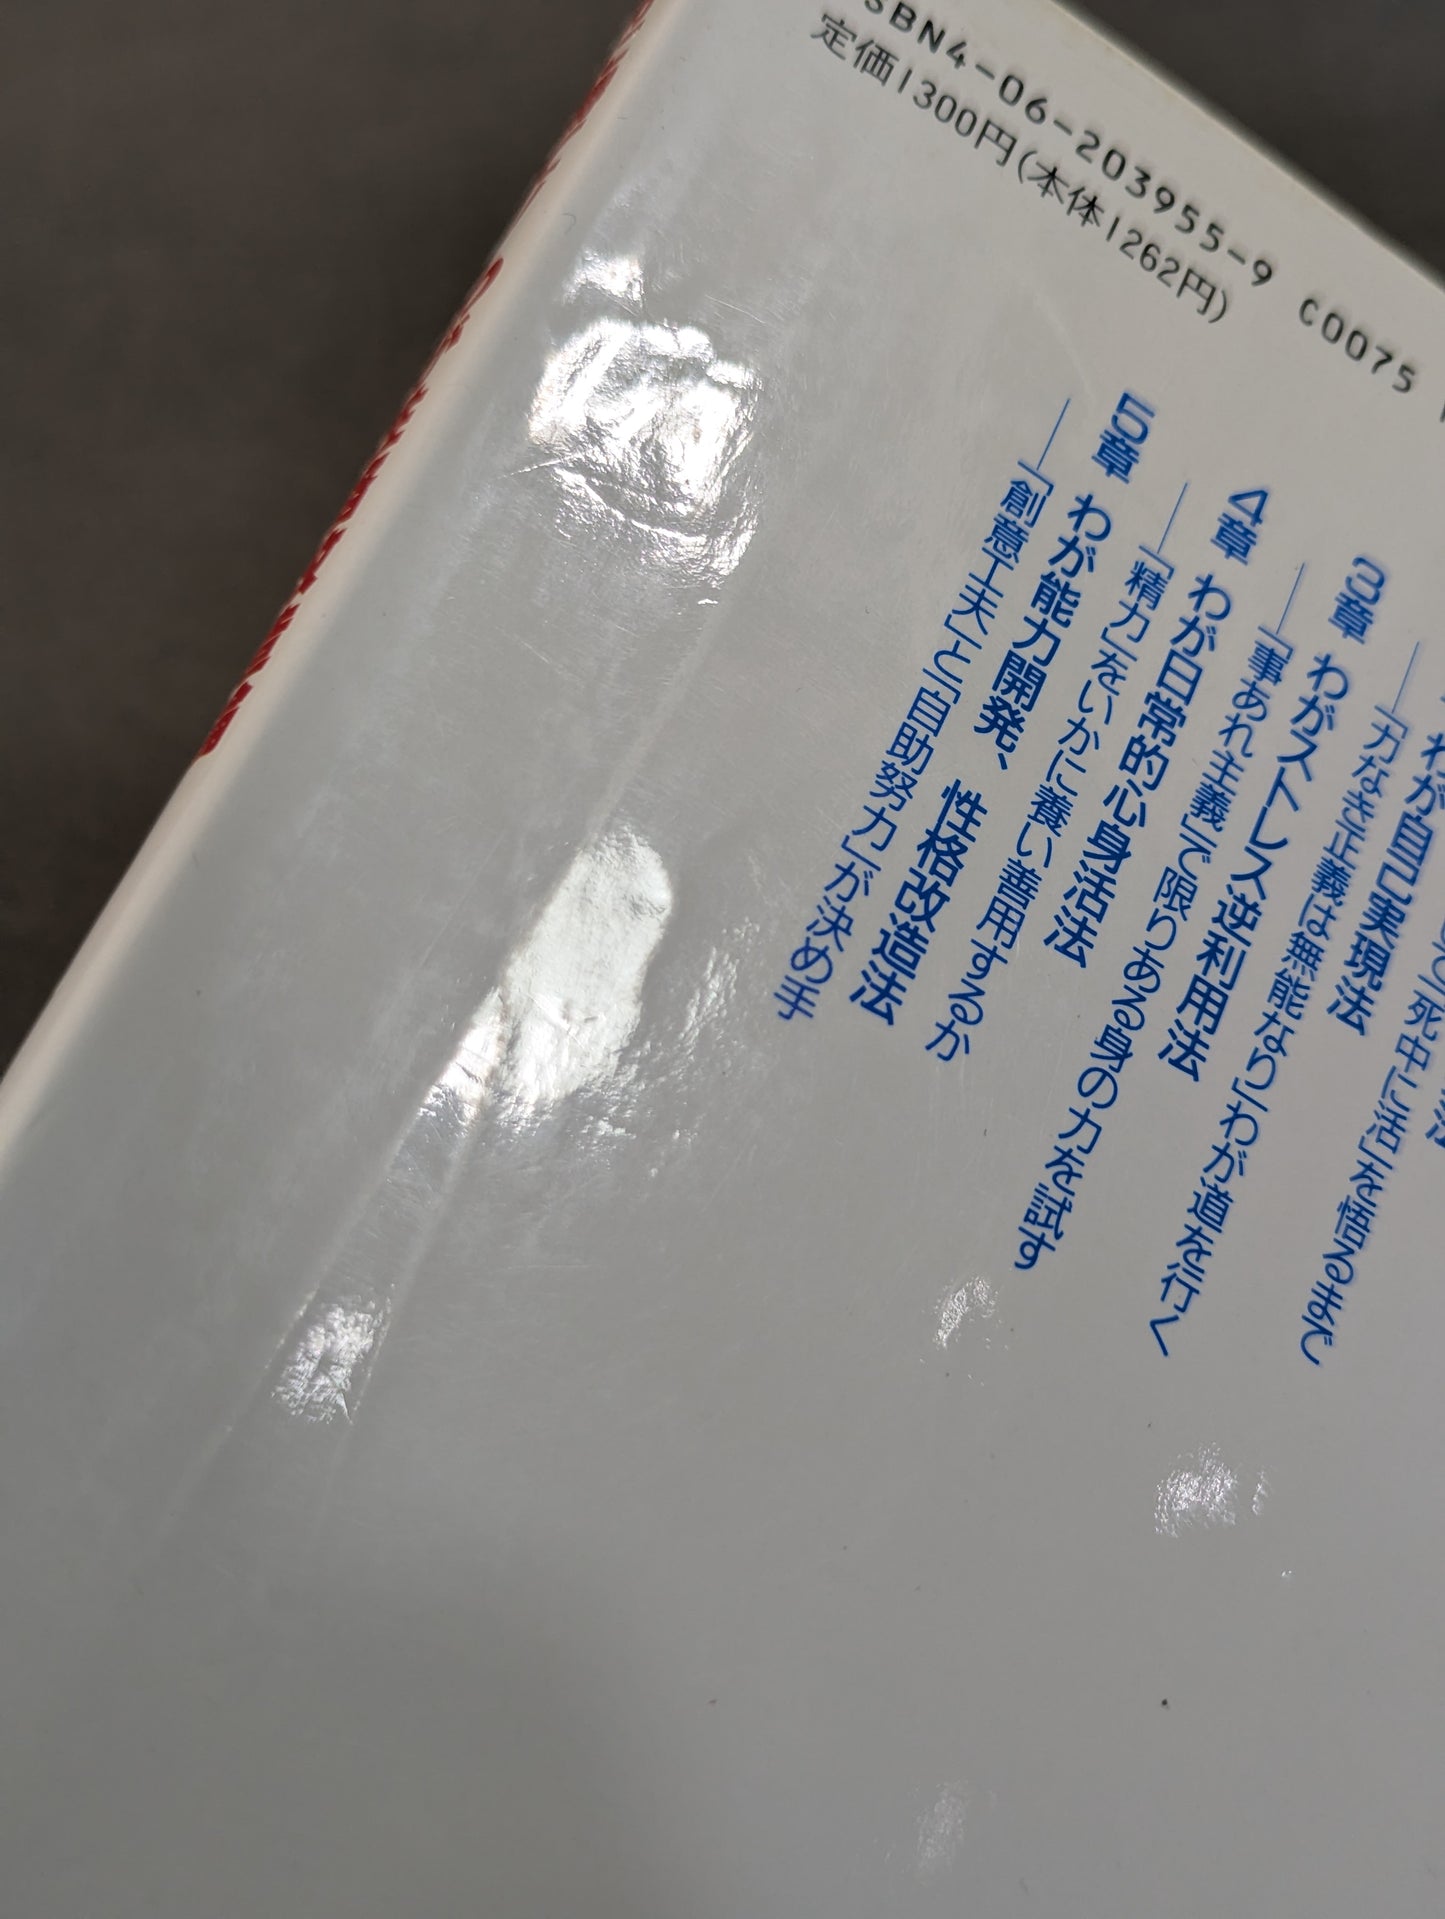 SBN4-06-203955-9 C0075
定価1300円(本体1262円)
わが自己実現法
て「死中に活」を悟るまで
3章 わがストレス逆利用法
――「力なき正義は無能なり」わが道を行く
4章 わが日常的心身活法
――「事あれ主義」で限りある身の力を試す
5章 わが能力開発、性格改造法
――「精力」をいかに養い善用するか
――「創意工夫」と「自助努力」が決め手